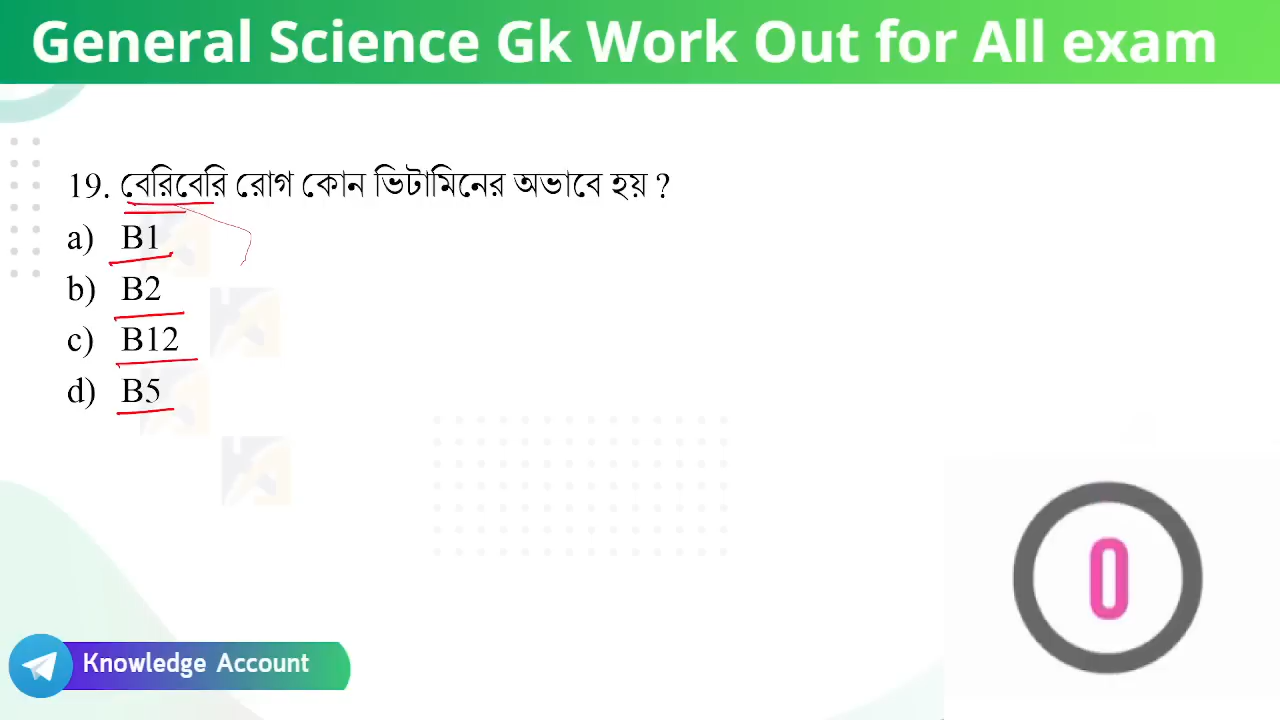 General Science Gk Work Out for All exam
19. বেরিবেরি রোগ কোন ভিটামিনের অভাবে হয় ?
a) B1
b) B2
c) B12
d) B5
0
Knowledge Account